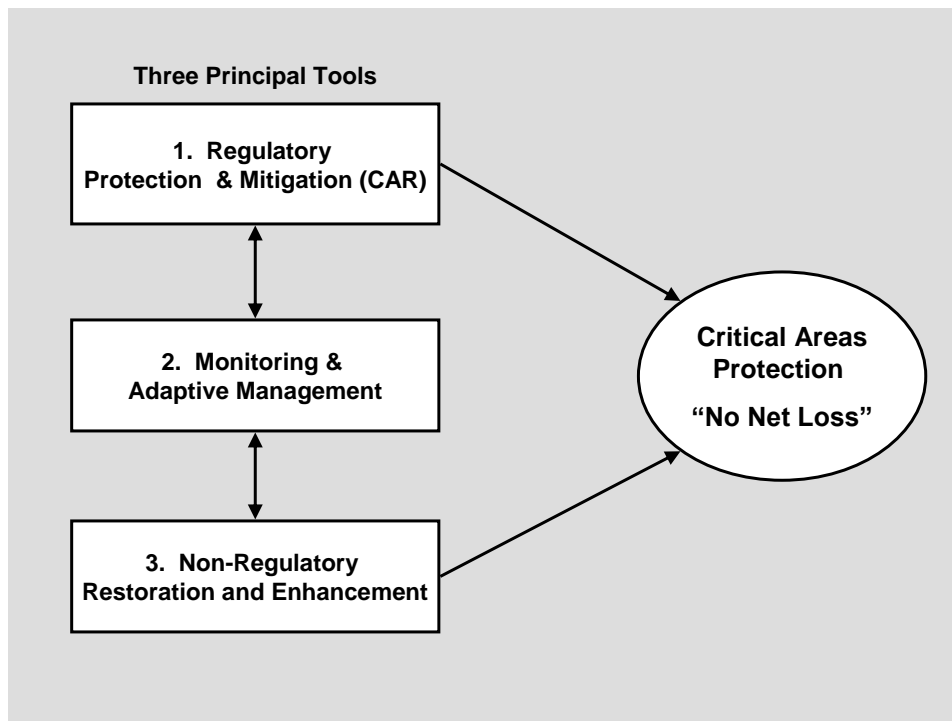 Three Principal Tools
1. Regulatory
Protection & Mitigation (CAR)
2. Monitoring &
Adaptive Management
3. Non-Regulatory
Restoration and Enhancement
Critical Areas
Protection
“No Net Loss”